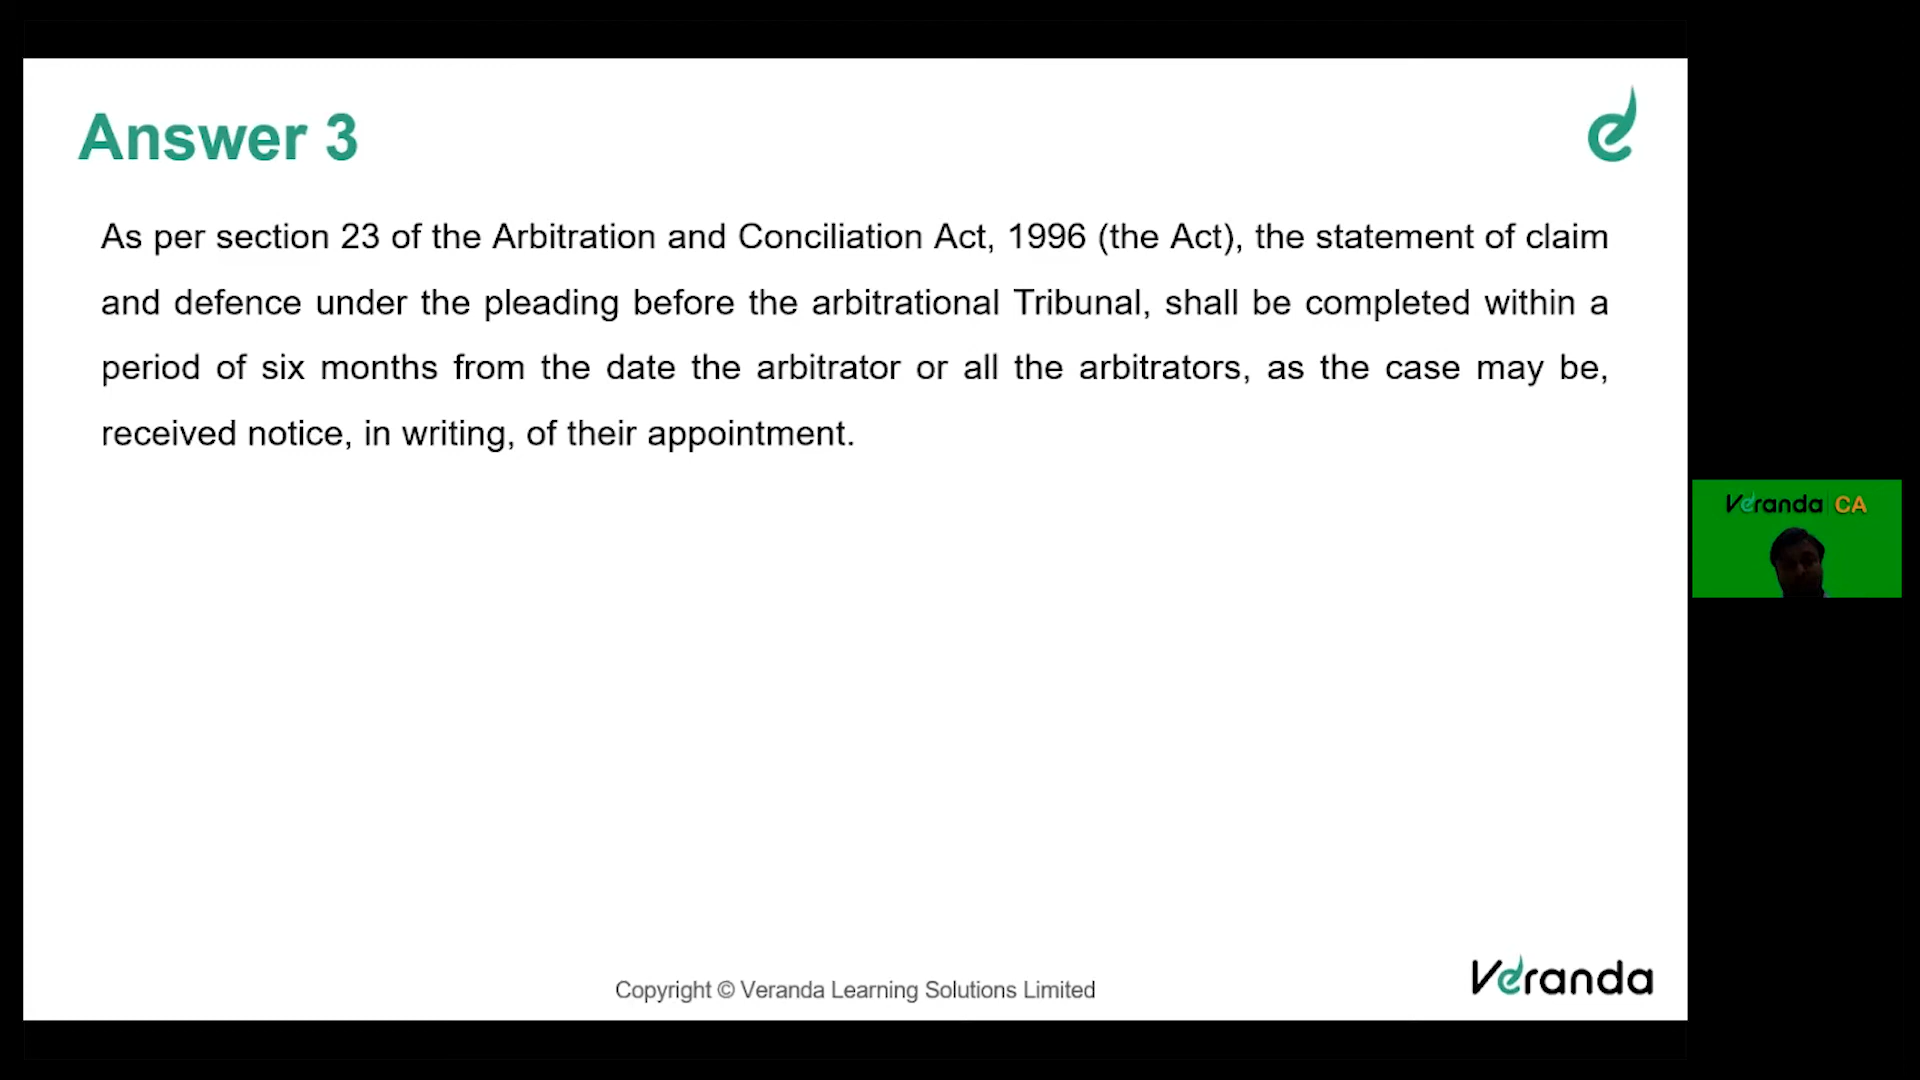 Answer 3
As per section 23 of the Arbitration and Conciliation Act, 1996 (the Act), the statement of claim
and defence under the pleading before the arbitrational Tribunal, shall be completed within a
period of six months from the date the arbitrator or all the arbitrators, as the case may be,
received notice, in writing, of their appointment.
Veranda CA
Copyright © Veranda Learning Solutions Limited
Veranda